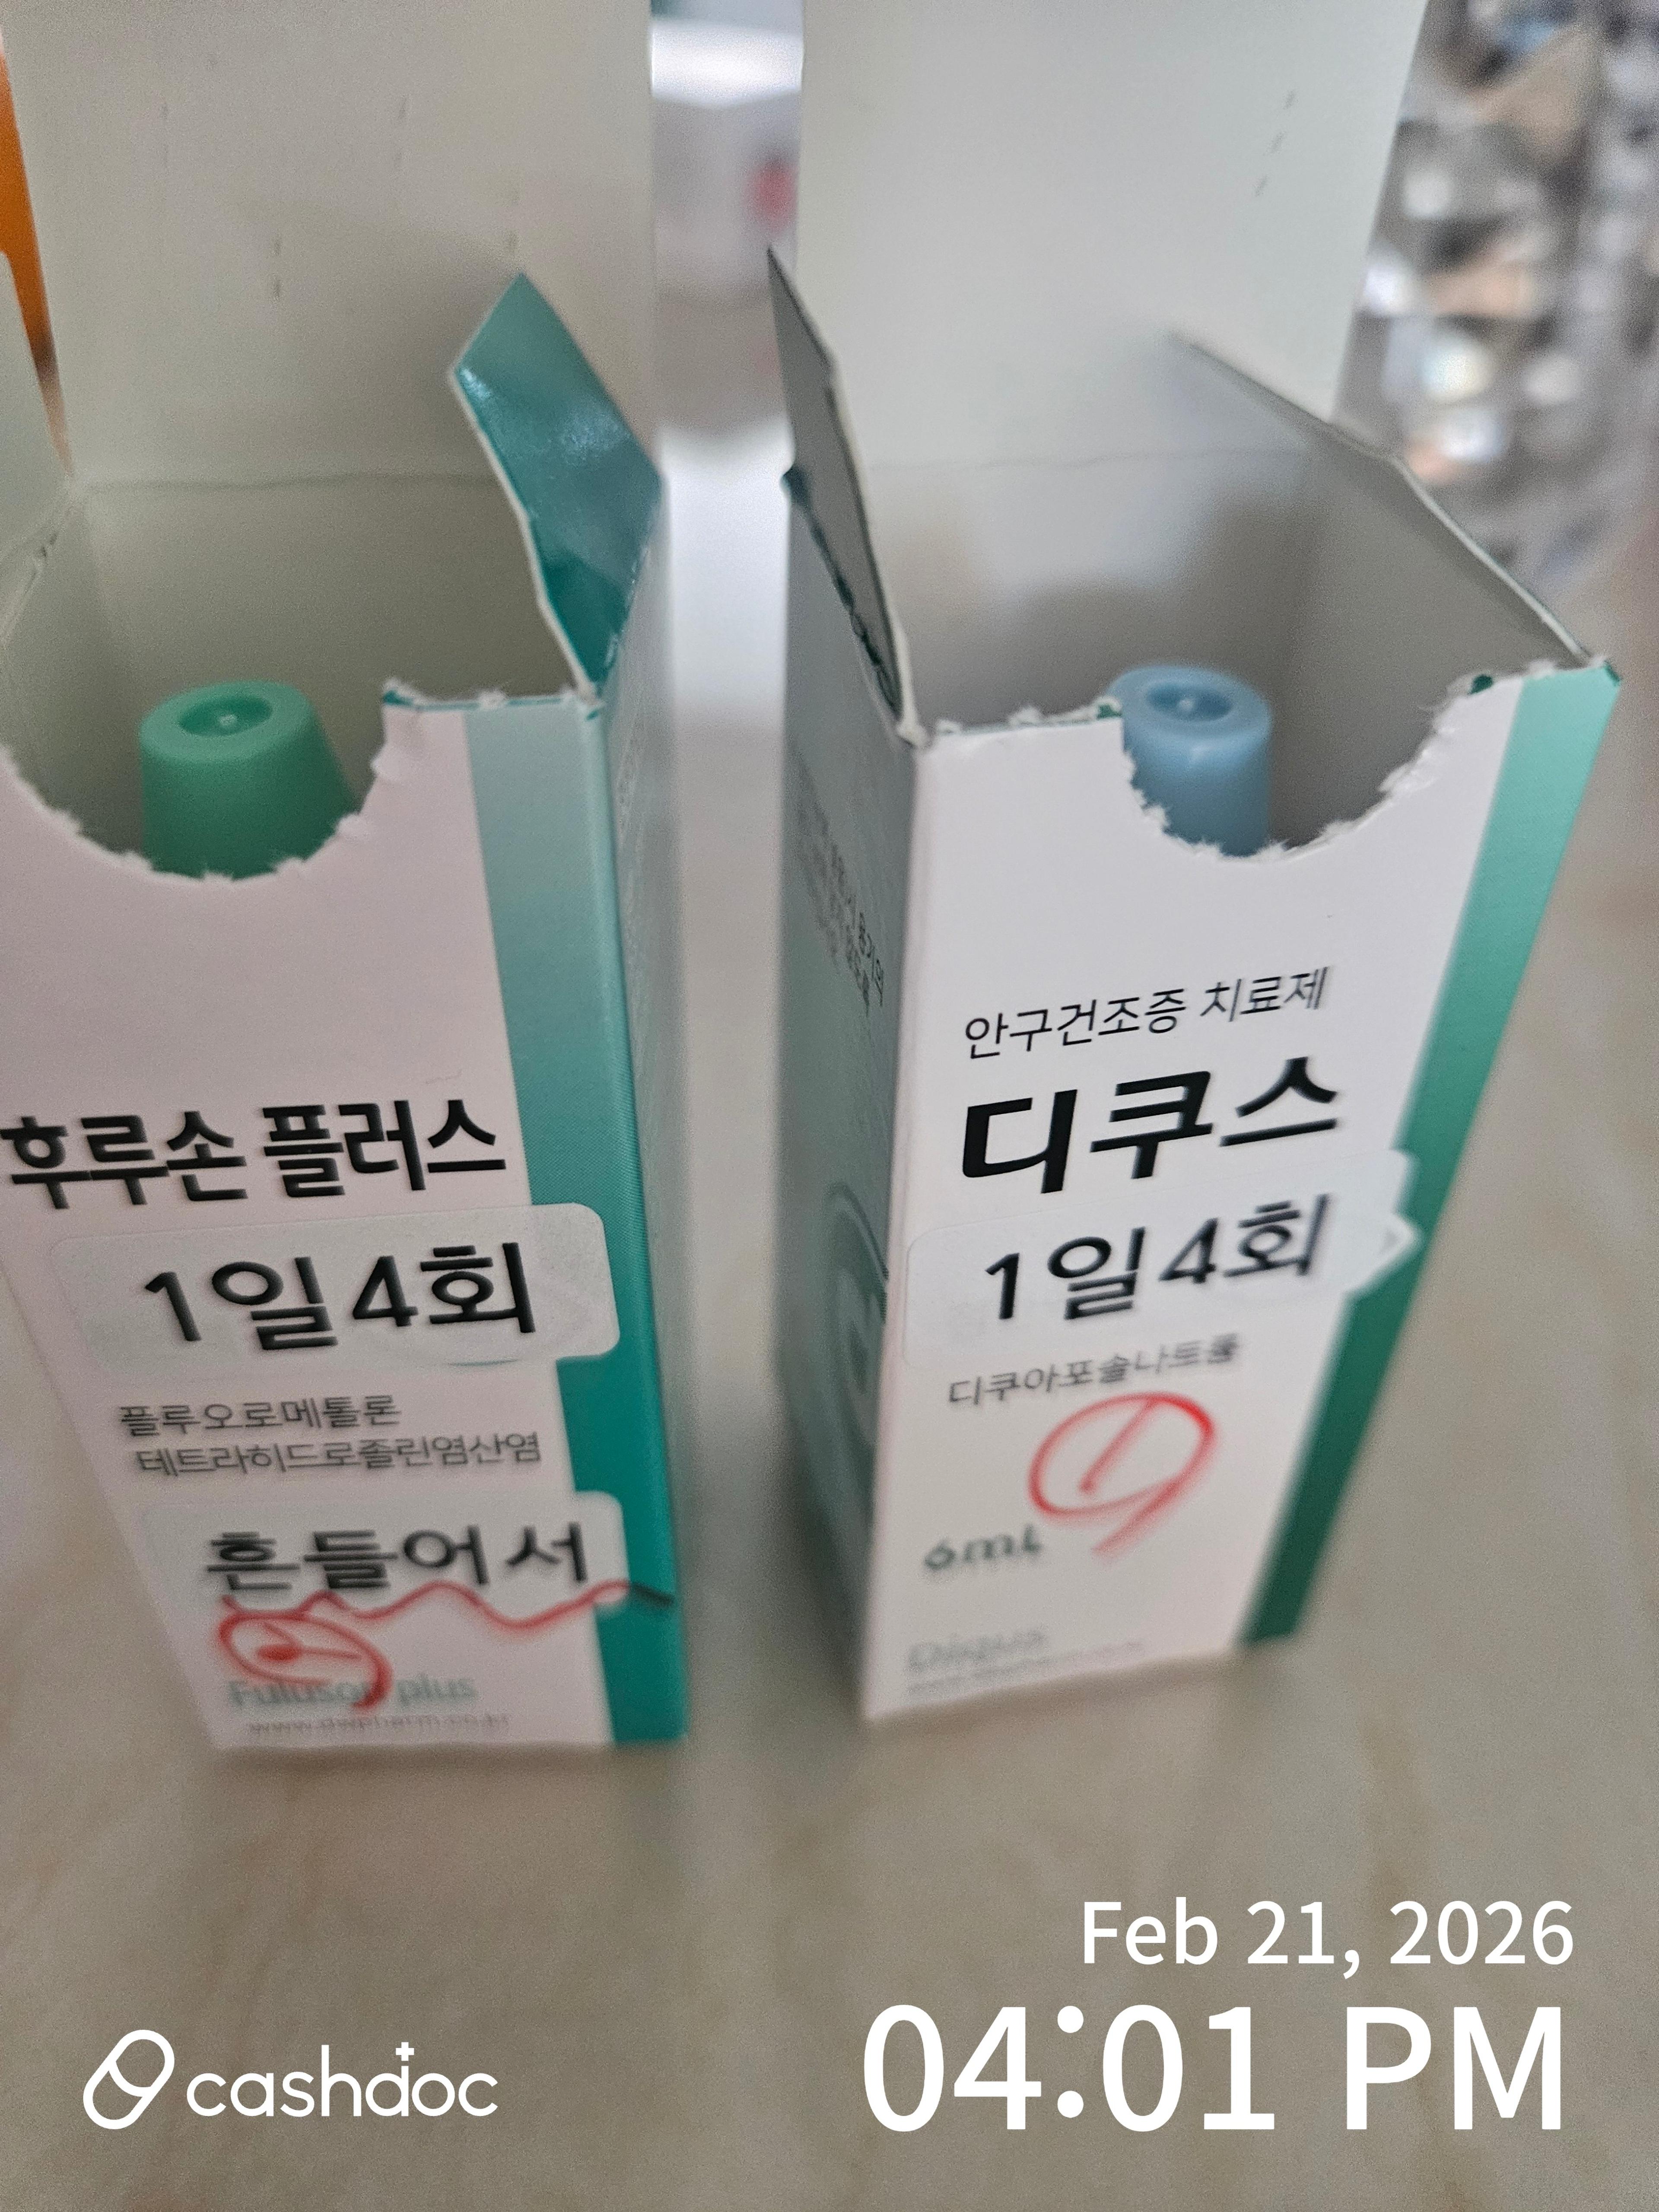 후루손 플러스
1일4회
플루오로메톨론
테트라히드로졸린염산염
흔들어서
②
Fuluson plus
안구건조증 치료제
디쿠스
1일4회
디쿠아포솔나트륨
①
6mL
Diqus
Feb 21, 2026
04:01 PM
cashdoc